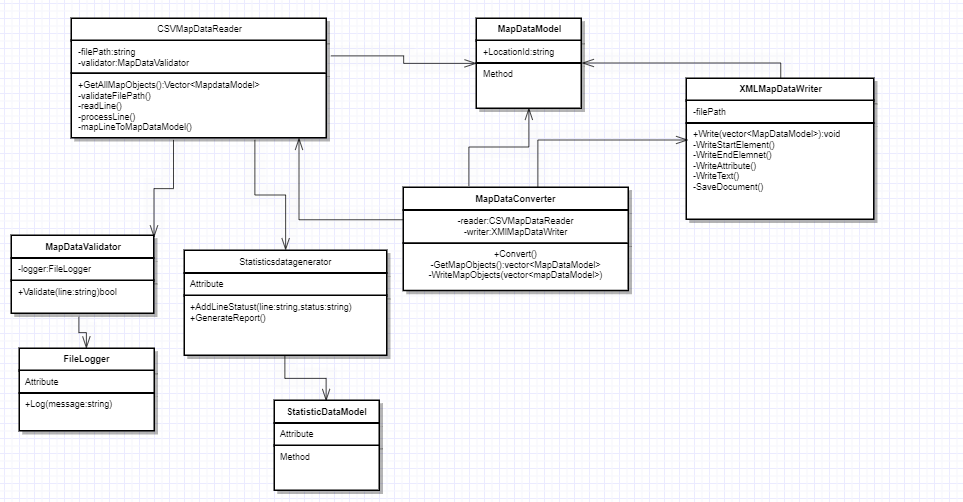 CSVMapDataReader
-filePath:string
-validator:MapDataValidator
+GetAllMapObjects():Vector<MapdataModel>
-validateFilePath()
-readLine()
-processLine()
-mapLineToMapDataModel()
MapDataModel
+LocationId:string
Method
XMLMapDataWriter
-filePath
+Write(vector<MapDataModel>):void
-WriteStartElement()
-WriteEndElemnet()
-WriteAttribute()
-WriteText()
-SaveDocument()
MapDataConverter
-reader:CSVMapDataReader
-writer:XMlMapDataWriter
+Convert()
-GetMapObjects():vector<MapDataModel>
-WriteMapObjects(vector<mapDataModel>)
MapDataValidator
-logger:FileLogger
+Validate(line:string)bool
Statisticsdatagenerator
Attribute
+AddLineStatust(line:string,status:string)
+GenerateReport()
FileLogger
Attribute
+Log(message:string)
StatisticDataModel
Attribute
Method